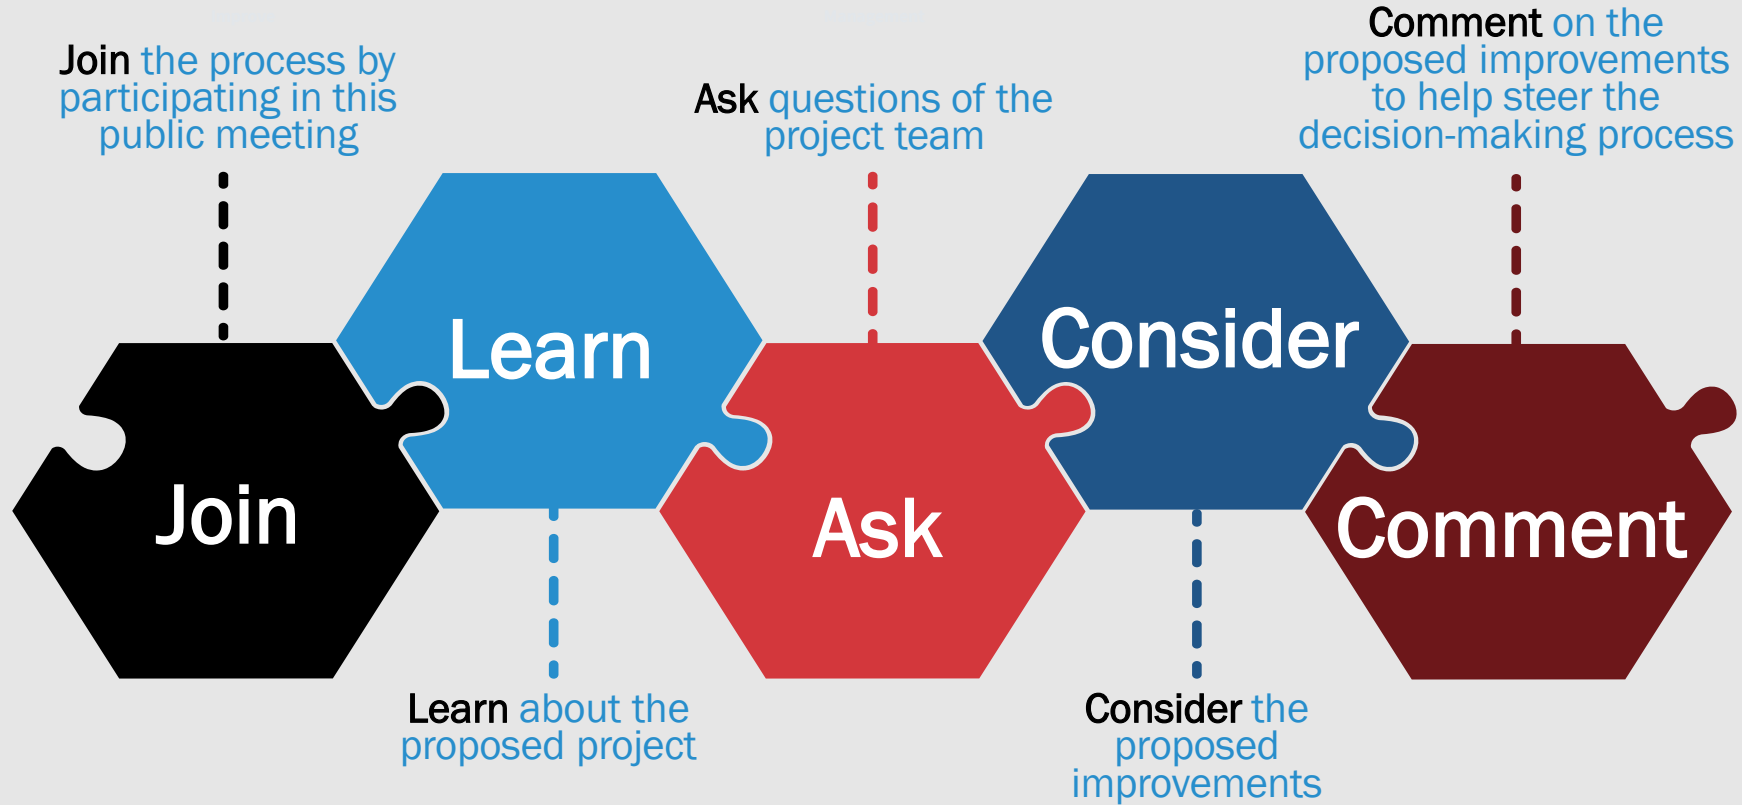 Join the process by
participating in this
public meeting
Learn
Join
Learn about the
proposed project
Ask questions of the
project team
Ask
Consider
Consider the
proposed
improvements
Comment on the
proposed improvements
to help steer the
decision-making process
Comment